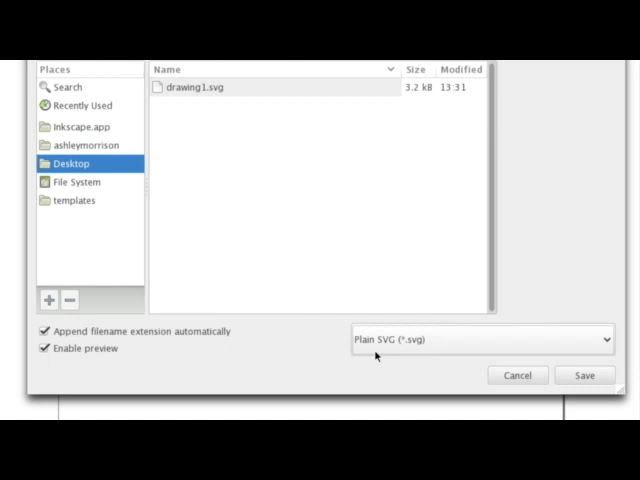 Places
Name Size Modified
Search
drawing1.svg 3.2 kB 13:31
Recently Used
Inkscape.app
ashleymorrison
Desktop
File System
templates
Append filename extension automatically
Enable preview
Plain SVG (*.svg)
Cancel Save